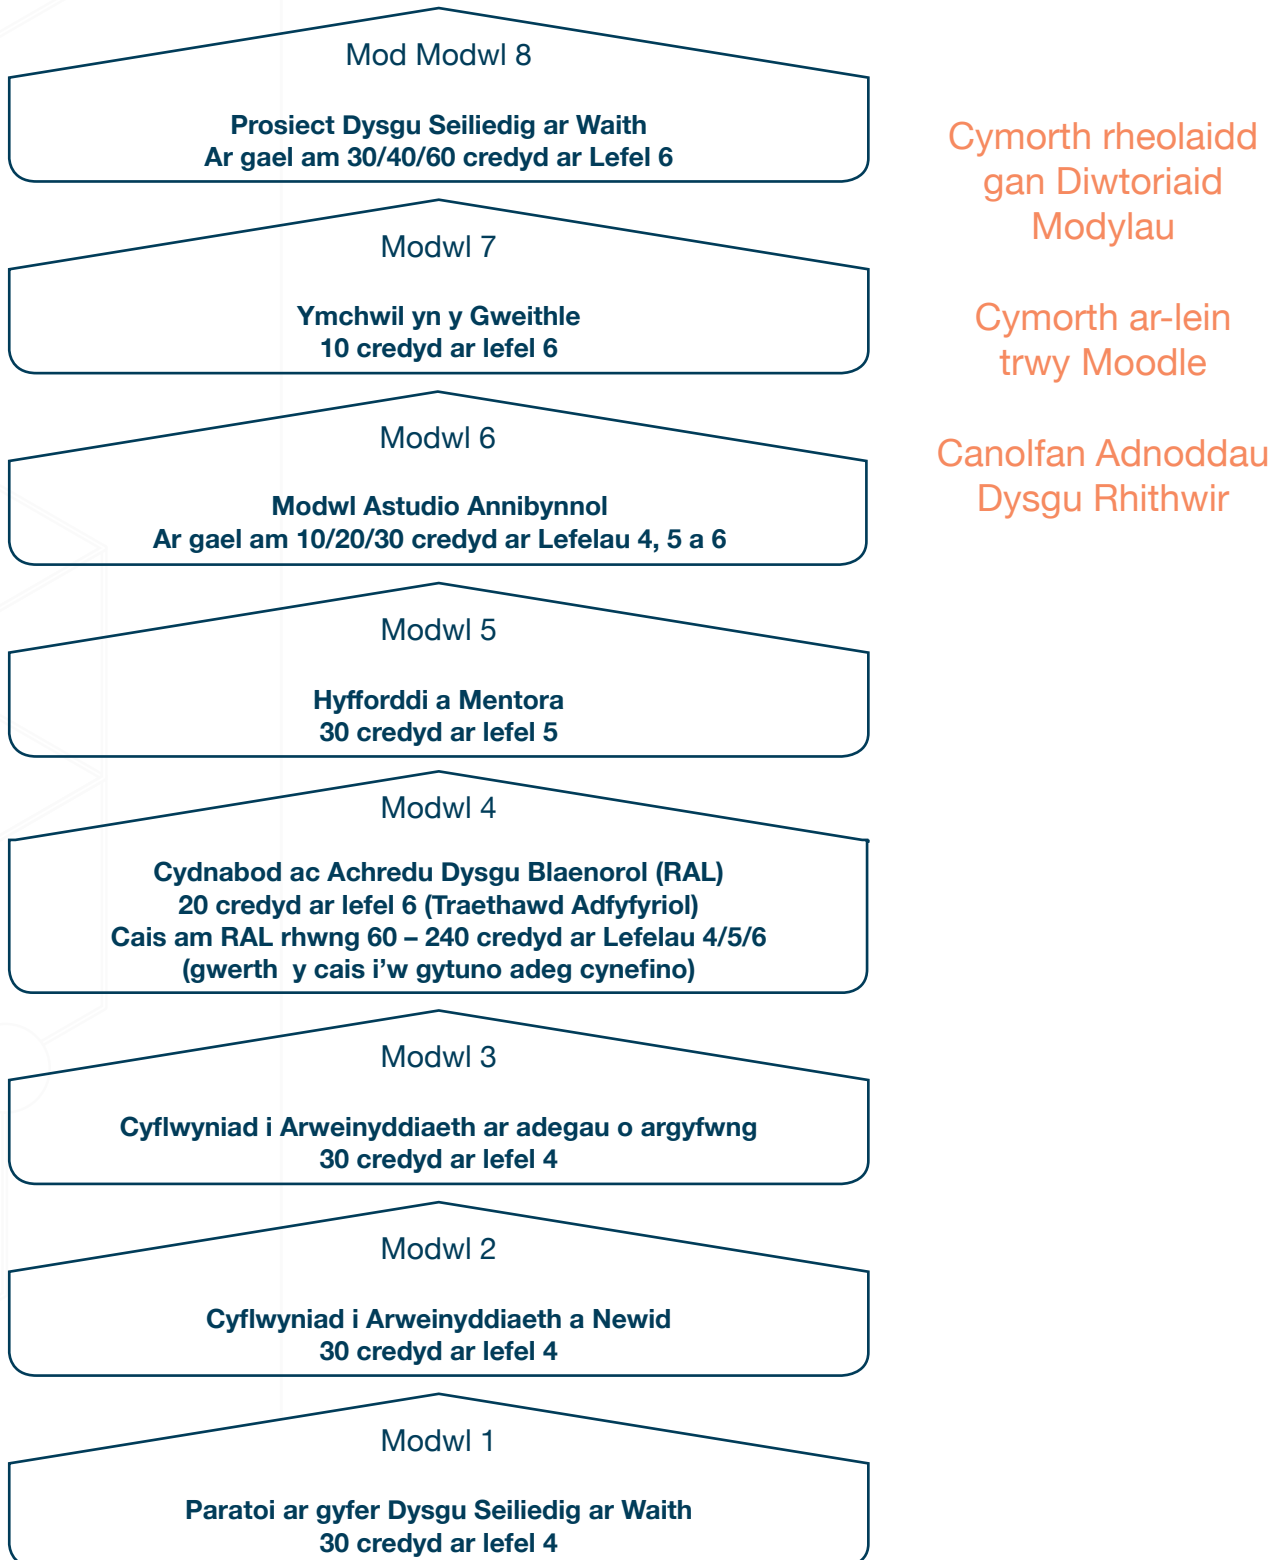 Mod Modwl 8
Prosiect Dysgu Seiliedig ar Waith
Ar gael am 30/40/60 credyd ar Lefel 6
Modwl 7
Ymchwil yn y Gweithle
10 credyd ar lefel 6
Modwl 6
Modwl Astudio Annibynnol
Ar gael am 10/20/30 credyd ar Lefelau 4, 5 a 6
Modwl 5
Hyfforddi a Mentora
30 credyd ar lefel 5
Modwl 4
Cydnabod ac Achredu Dysgu Blaenorol (RAL)
20 credyd ar lefel 6 (Traethawd Adfyfyriol)
Cais am RAL rhwng 60 – 240 credyd ar Lefelau 4/5/6
(gwerth y cais i’w gytuno adeg cynefino)
Modwl 3
Cyflwyniad i Arweinyddiaeth ar adegau o argyfwng
30 credyd ar lefel 4
Modwl 2
Cyflwyniad i Arweinyddiaeth a Newid
30 credyd ar lefel 4
Modwl 1
Paratoi ar gyfer Dysgu Seiliedig ar Waith
30 credyd ar lefel 4
Cymorth rheolaidd
gan Diwtoriaid
Modylau
Cymorth ar-lein
trwy Moodle
Canolfan Adnoddau
Dysgu Rhithwir